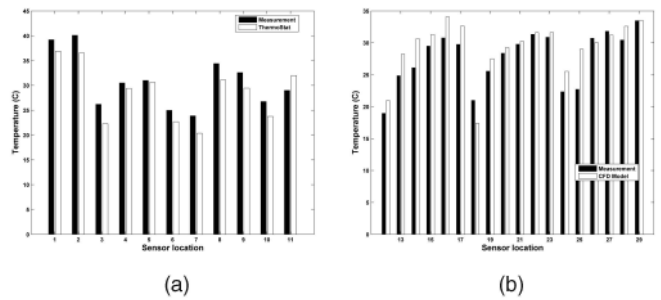 45
40
35
30
25
20
15
10
5
0
Temperature (C)
Measurement
ThermoStat
1 2 3 4 5 6 7 8 9 10 11
Sensor location
(a)
35
30
25
20
15
10
5
0
Temperature (C)
Measurement
CFD Model
13 15 17 19 21 23 25 27 29
Sensor location
(b)